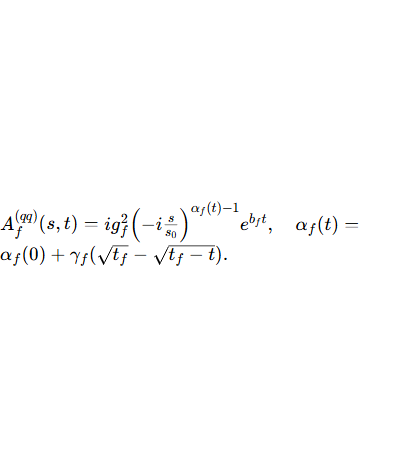 $A_f^{(qq)}(s,t) = ig_f^2\left(-i\frac{s}{s_0}\right)^{\alpha_f(t)-1} e^{b_f t}, \quad \alpha_f(t) =$
$\alpha_f(0) + \gamma_f(\sqrt{t_f} - \sqrt{t_f - t}).$